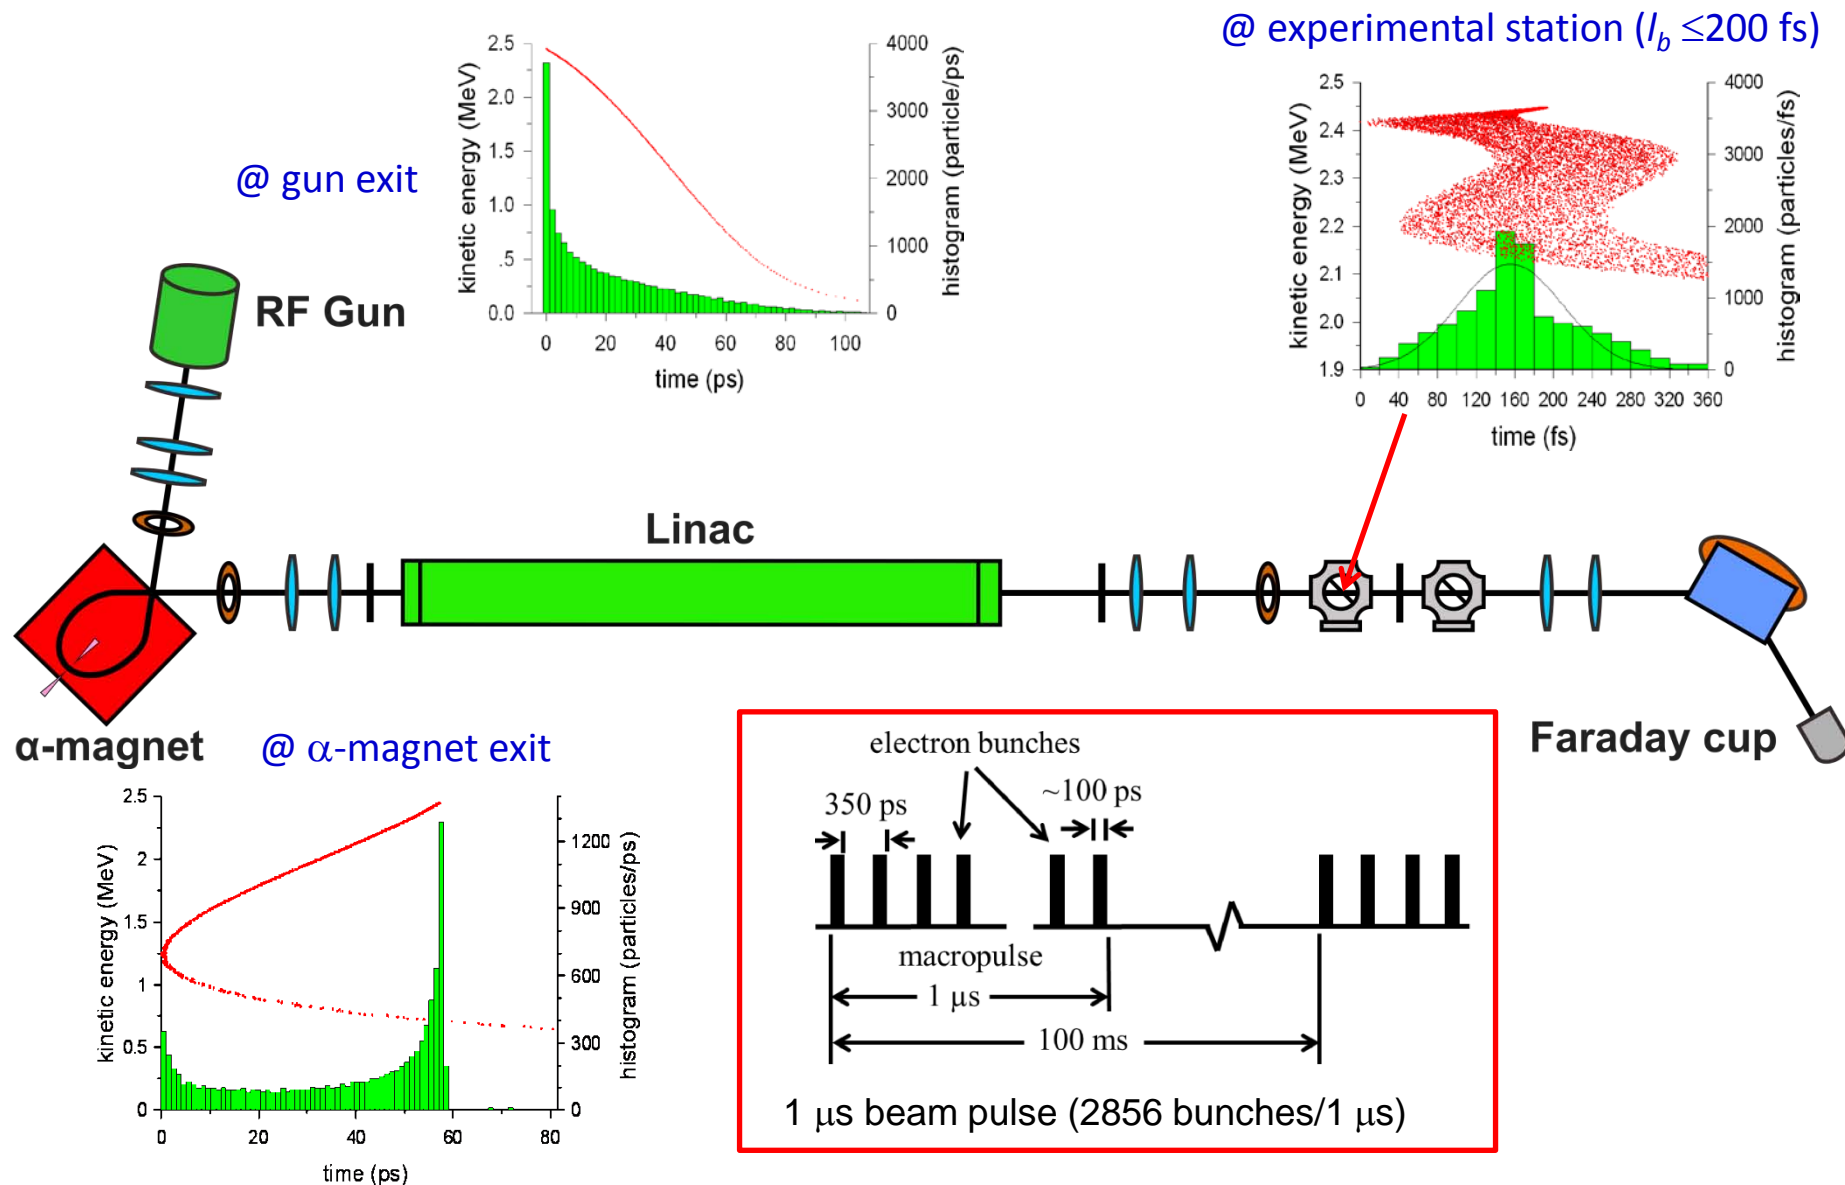 @ experimental station (l_b ≤200 fs)
@ gun exit
kinetic energy (MeV)
2.5
2.0
1.5
1.0
.5
0.0
4000
3000
2000
1000
0
histogram (particle/ps)
0 20 40 60 80 100
time (ps)
kinetic energy (MeV)
2.5
2.4
2.3
2.2
2.1
2.0
1.9
4000
3000
2000
1000
0
histogram (particles/fs)
0 40 80 120 160 200 240 280 320 360
time (fs)
RF Gun
Linac
α-magnet
@ α-magnet exit
Faraday cup
kinetic energy (MeV)
2.5
2
1.5
1
0.5
0
1200
900
600
300
0
histogram (particles/ps)
0 20 40 60 80
time (ps)
electron bunches
350 ps
~100 ps
macropulse
1 μs
100 ms
1 μs beam pulse (2856 bunches/1 μs)